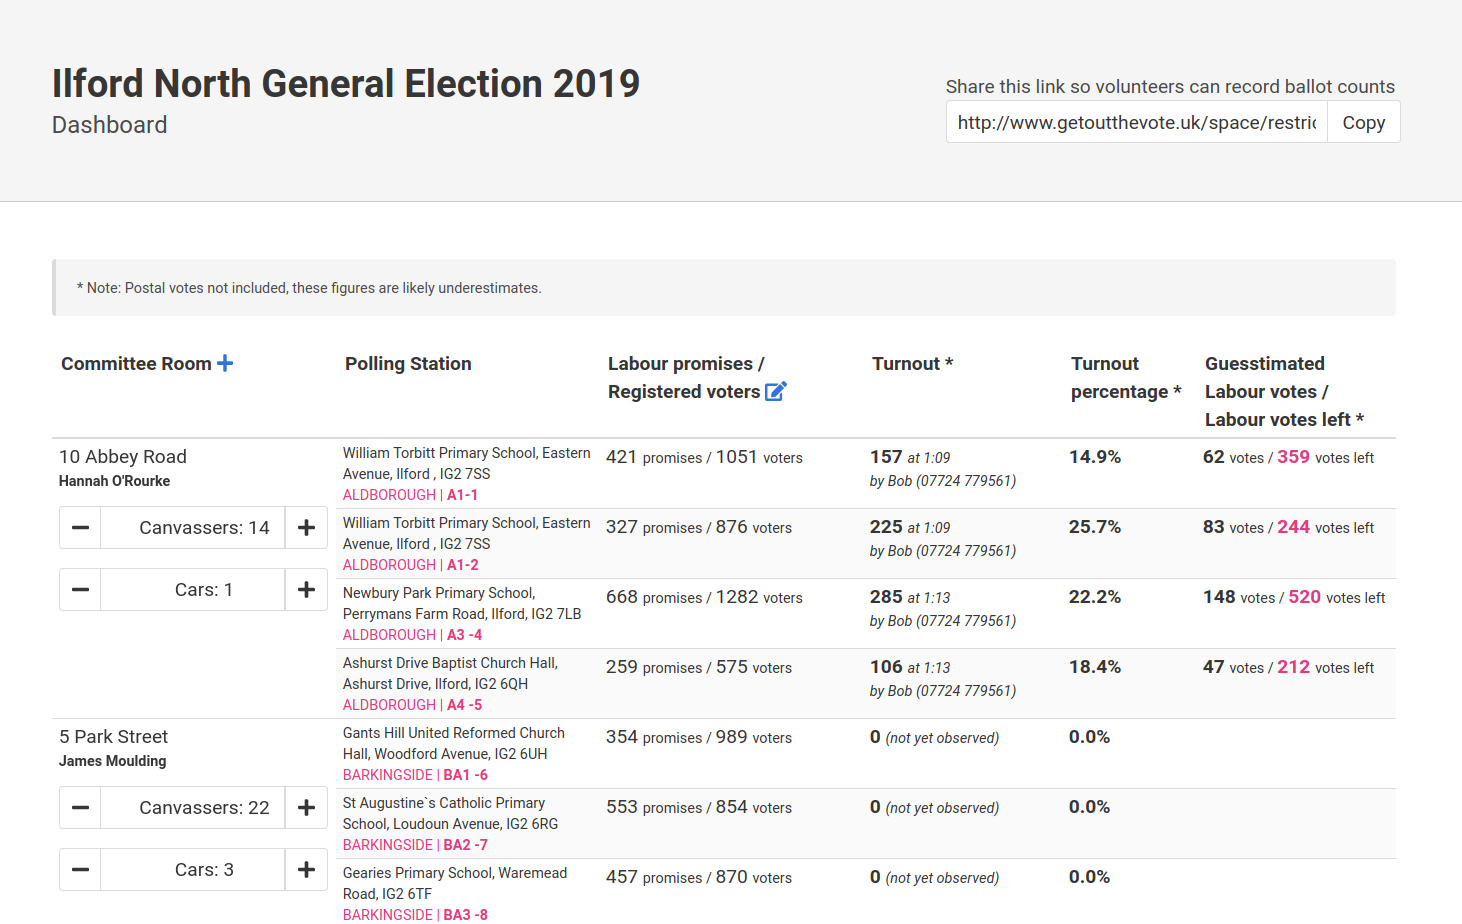 Ilford North General Election 2019
Dashboard
Share this link so volunteers can record ballot counts
http://www.getoutthevote.uk/space/restric
Copy
* Note: Postal votes not included, these figures are likely underestimates.
Committee Room
Polling Station
Labour promises /
Registered voters
Turnout *
Turnout
percentage *
Guesstimated
Labour votes /
Labour votes left *
10 Abbey Road
Hannah O'Rourke
Canvassers: 14
Cars: 1
William Torbitt Primary School, Eastern
Avenue, Ilford , IG2 7SS
ALDBOROUGH | A1-1
421 promises / 1051 voters
157 at 1:09
by Bob (07724 779561)
14.9%
62 votes / 359 votes left
William Torbitt Primary School, Eastern
Avenue, Ilford , IG2 7SS
ALDBOROUGH | A1-2
327 promises / 876 voters
225 at 1:09
by Bob (07724 779561)
25.7%
83 votes / 244 votes left
Newbury Park Primary School,
Perrymans Farm Road, Ilford, IG2 7LB
ALDBOROUGH | A3 -4
668 promises / 1282 voters
285 at 1:13
by Bob (07724 779561)
22.2%
148 votes / 520 votes left
Ashurst Drive Baptist Church Hall,
Ashurst Drive, Ilford, IG2 6QH
ALDBOROUGH | A4 -5
259 promises / 575 voters
106 at 1:13
by Bob (07724 779561)
18.4%
47 votes / 212 votes left
5 Park Street
James Moulding
Canvassers: 22
Cars: 3
Gants Hill United Reformed Church
Hall, Woodford Avenue, IG2 6UH
BARKINGSIDE | BA1 -6
354 promises / 989 voters
0 (not yet observed)
0.0%
St Augustine`s Catholic Primary
School, Loudoun Avenue, IG2 6RG
BARKINGSIDE | BA2 -7
553 promises / 854 voters
0 (not yet observed)
0.0%
Gearies Primary School, Waremead
Road, IG2 6TF
BARKINGSIDE | BA3 -8
457 promises / 870 voters
0 (not yet observed)
0.0%